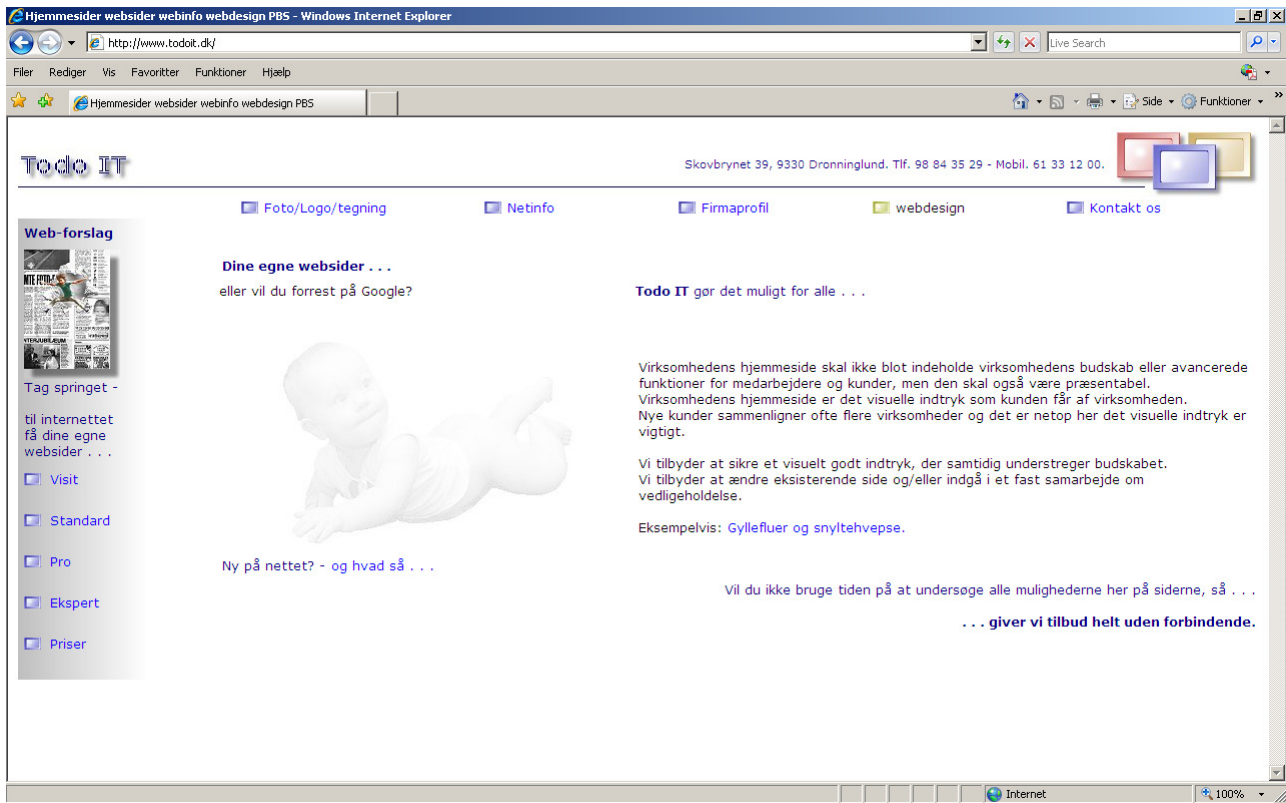 Hjemmesider websider webinfo webdesign PBS - Windows Internet Explorer
http://www.todoit.dk/
Live Search
Filer Rediger Vis Favoritter Funktioner Hjælp
Hjemmesider websider webinfo webdesign PBS
Side Funktioner »
Todo IT
Skovbrynet 39, 9330 Dronninglund. Tlf. 98 84 35 29 - Mobil. 61 33 12 00.
Foto/Logo/tegning Netinfo Firmaprofil webdesign Kontakt os
Web-forslag
Tag springet -
til internettet
få dine egne
websider . . .
Visit
Standard
Pro
Ekspert
Priser
Dine egne websider . . .
eller vil du forrest på Google?
Ny på nettet? - og hvad så . . .
Todo IT gør det muligt for alle . . .
Virksomhedens hjemmeside skal ikke blot indeholde virksomhedens budskab eller avancerede
funktioner for medarbejdere og kunder, men den skal også være præsentabel.
Virksomhedens hjemmeside er det visuelle indtryk som kunden får af virksomheden.
Nye kunder sammenligner ofte flere virksomheder og det er netop her det visuelle indtryk er
vigtigt.
Vi tilbyder at sikre et visuelt godt indtryk, der samtidig understreger budskabet.
Vi tilbyder at ændre eksisterende side og/eller indgå i et fast samarbejde om
vedligeholdelse.
Eksempelvis: Gyllefluer og snyltehvepse.
Vil du ikke bruge tiden på at undersøge alle mulighederne her på siderne, så . . .
. . . giver vi tilbud helt uden forbindende.
Internet
100%